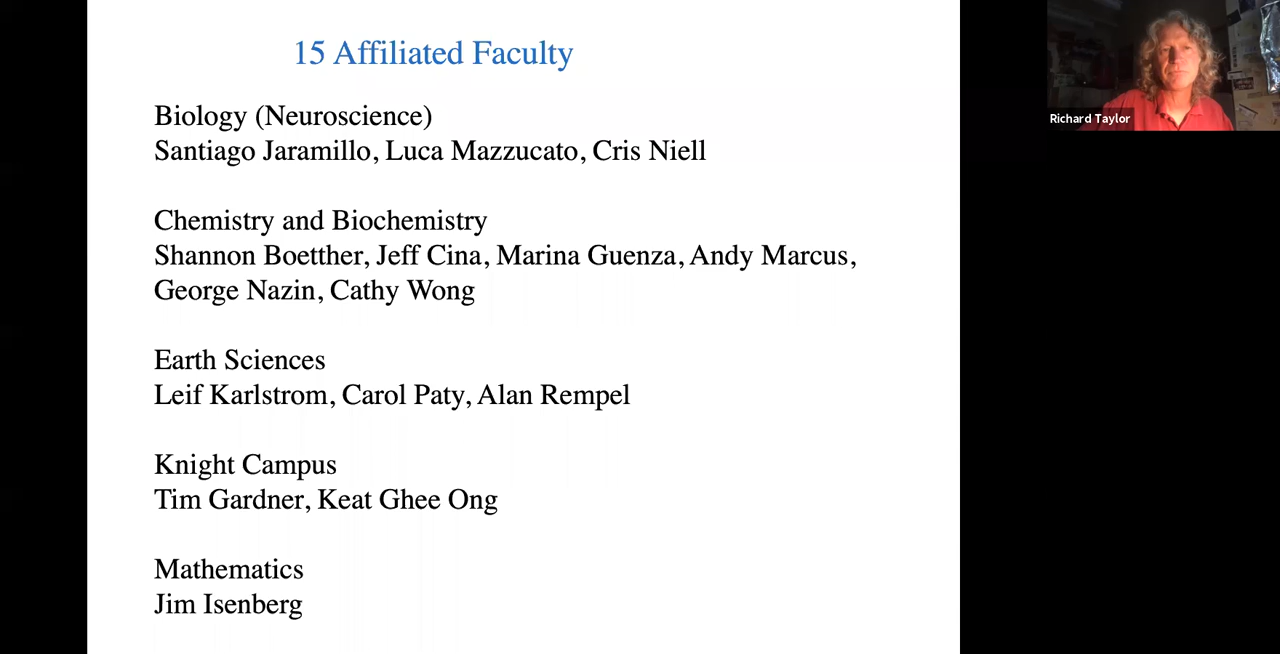 15 Affiliated Faculty
Biology (Neuroscience)
Santiago Jaramillo, Luca Mazzucato, Cris Niell
Chemistry and Biochemistry
Shannon Boetther, Jeff Cina, Marina Guenza, Andy Marcus,
George Nazin, Cathy Wong
Earth Sciences
Leif Karlstrom, Carol Paty, Alan Rempel
Knight Campus
Tim Gardner, Keat Ghee Ong
Mathematics
Jim Isenberg
Richard Taylor